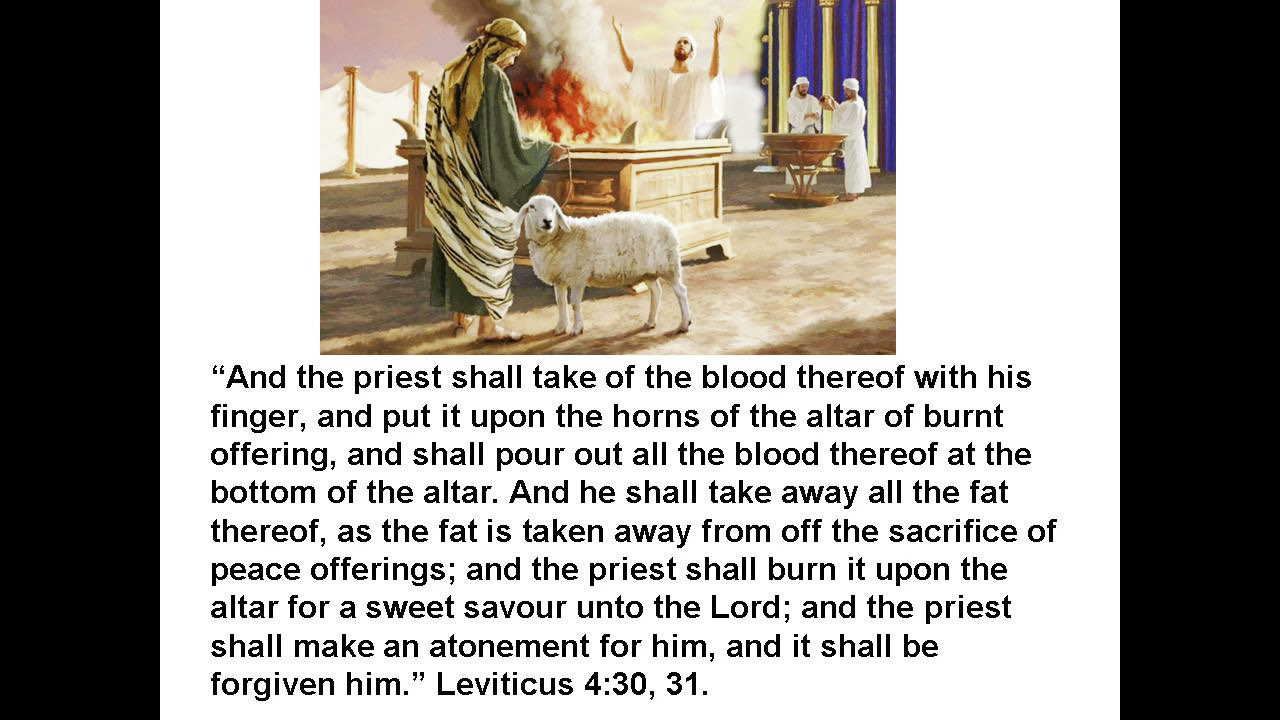 “And the priest shall take of the blood thereof with his
finger, and put it upon the horns of the altar of burnt
offering, and shall pour out all the blood thereof at the
bottom of the altar. And he shall take away all the fat
thereof, as the fat is taken away from off the sacrifice of
peace offerings; and the priest shall burn it upon the
altar for a sweet savour unto the Lord; and the priest
shall make an atonement for him, and it shall be
forgiven him.” Leviticus 4:30, 31.